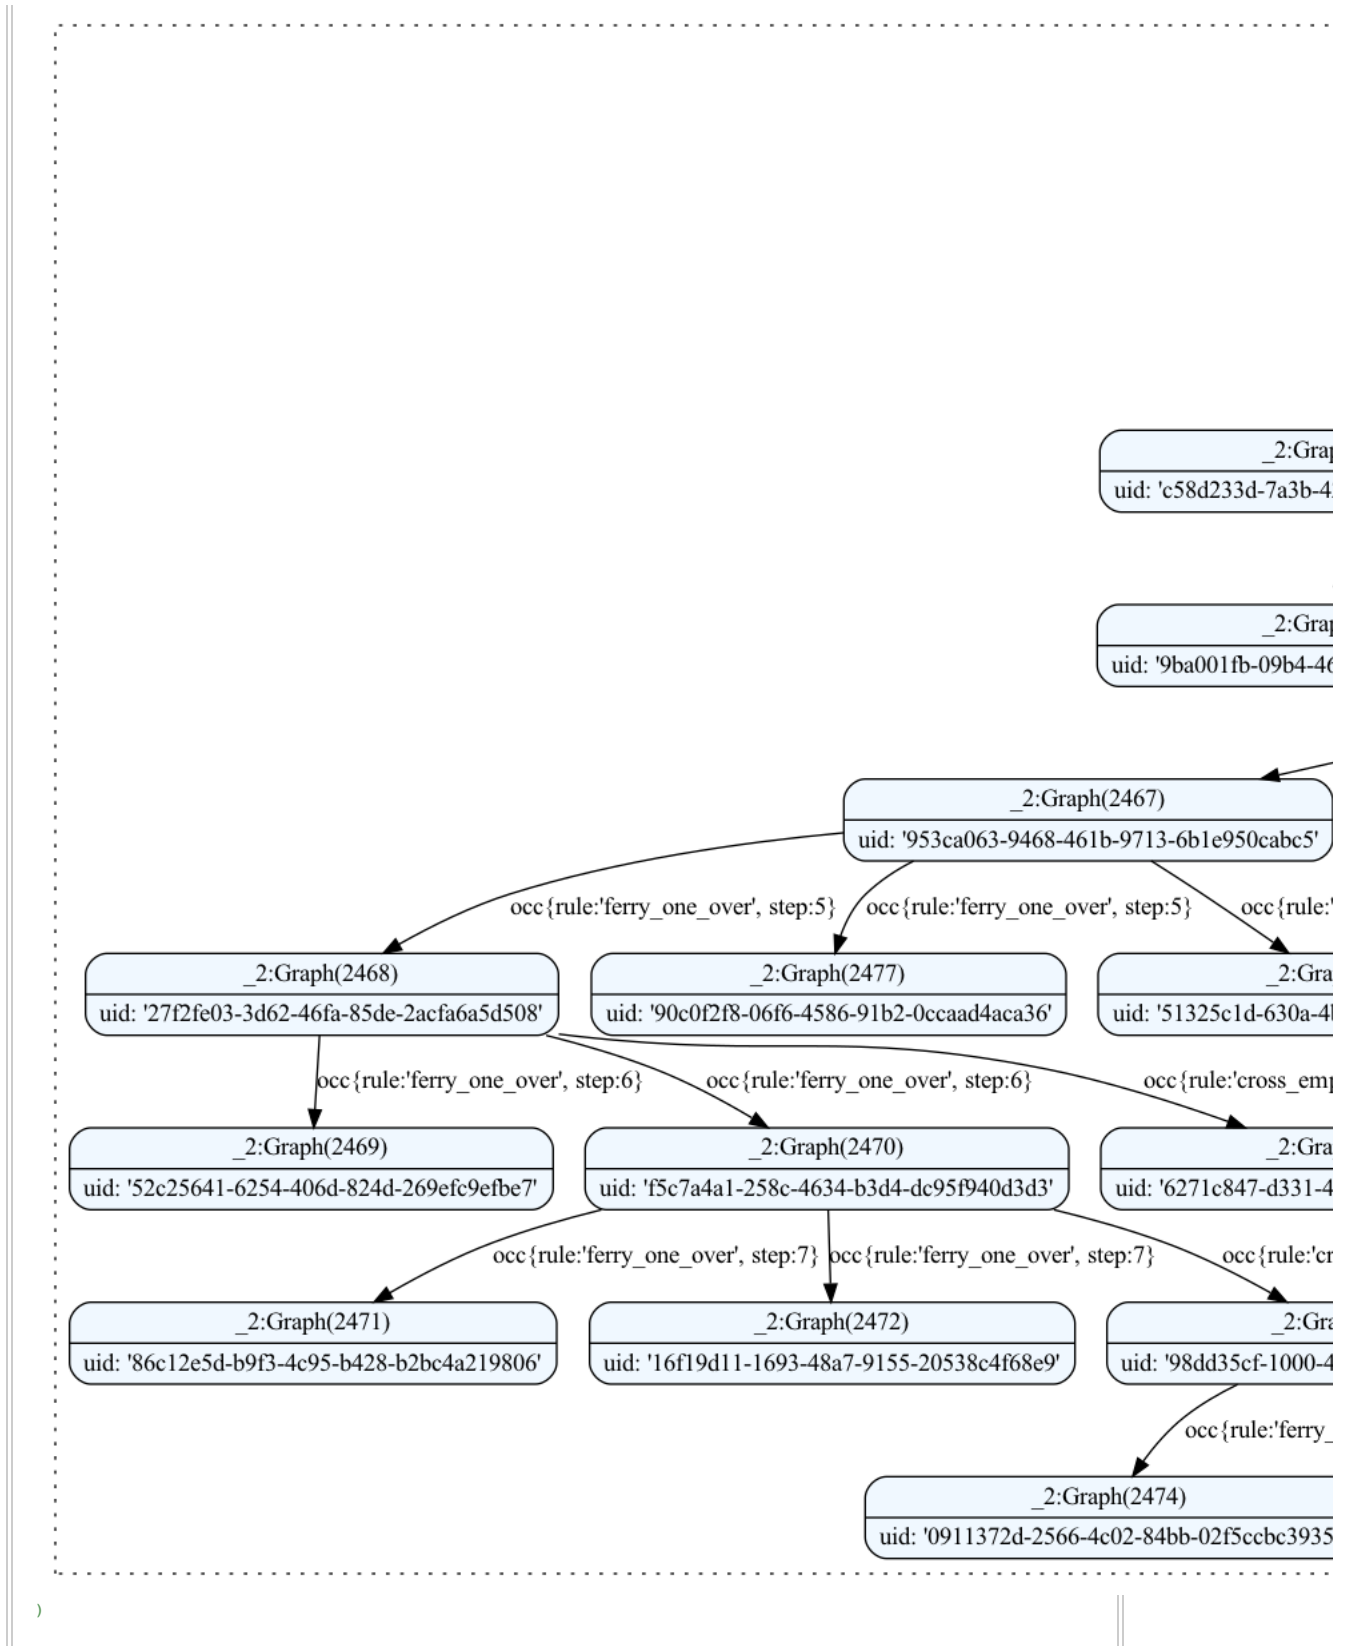 _2:Grap
uid: 'c58d233d-7a3b-4
_2:Grap
uid: '9ba001fb-09b4-46
_2:Graph(2467)
uid: '953ca063-9468-461b-9713-6b1e950cabc5'
occ{rule:'ferry_one_over', step:5} occ{rule:'ferry_one_over', step:5} occ{rule:'
_2:Graph(2468) _2:Graph(2477) _2:Gra
uid: '27f2fe03-3d62-46fa-85de-2acfa6a5d508' uid: '90c0f2f8-06f6-4586-91b2-0ccaad4aca36' uid: '51325c1d-630a-4
occ{rule:'ferry_one_over', step:6} occ{rule:'ferry_one_over', step:6} occ{rule:'cross_emp
_2:Graph(2469) _2:Graph(2470) _2:Gra
uid: '52c25641-6254-406d-824d-269efc9efbe7' uid: 'f5c7a4a1-258c-4634-b3d4-dc95f940d3d3' uid: '6271c847-d331-4
occ{rule:'ferry_one_over', step:7} occ{rule:'ferry_one_over', step:7} occ{rule:'cr
_2:Graph(2471) _2:Graph(2472) _2:Gra
uid: '86c12e5d-b9f3-4c95-b428-b2bc4a219806' uid: '16f19d11-1693-48a7-9155-20538c4f68e9' uid: '98dd35cf-1000-4
occ{rule:'ferry_
_2:Graph(2474)
uid: '0911372d-2566-4c02-84bb-02f5ccbc3935
)